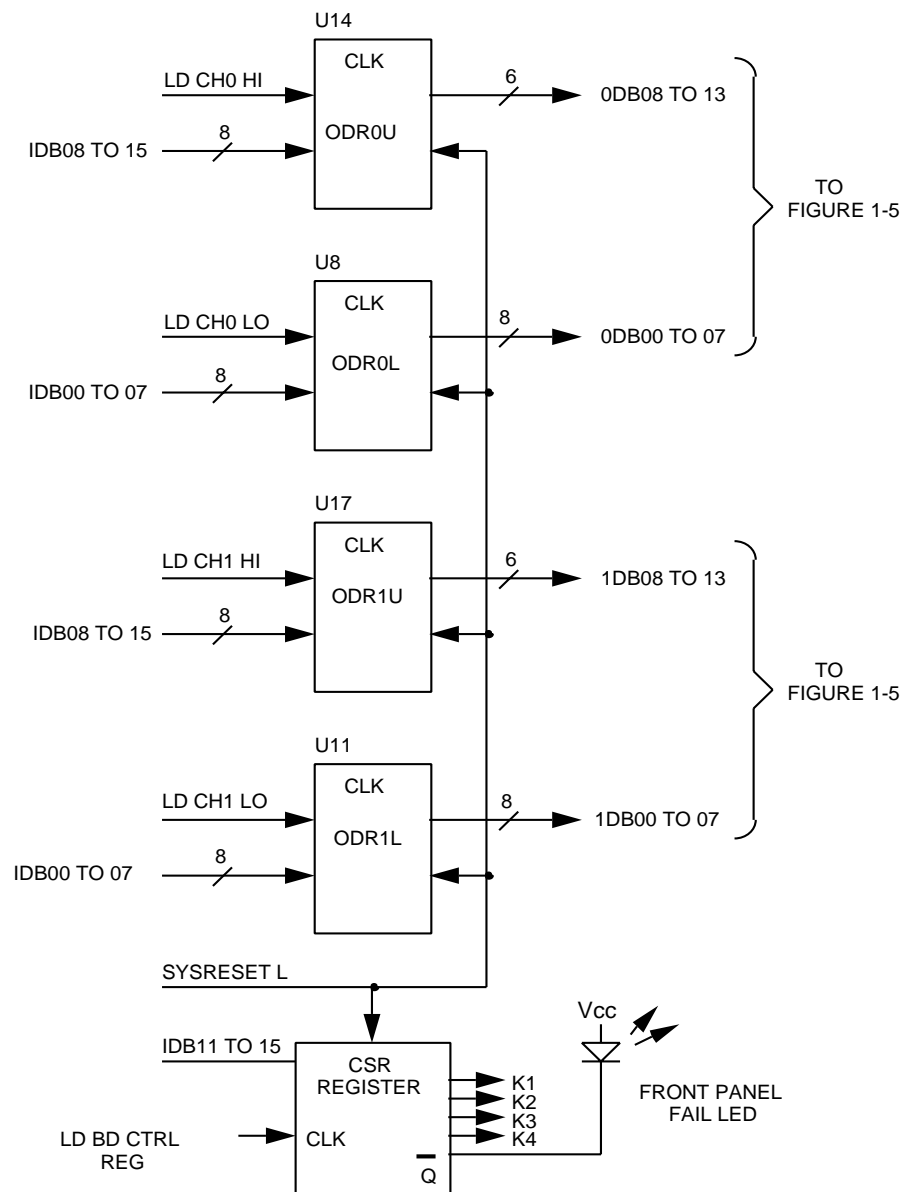 U14
CLK
LD CH0 HI
6
0DB08 TO 13
ODR0U
8
IDB08 TO 15
TO
FIGURE 1-5
U8
CLK
LD CH0 LO
8
0DB00 TO 07
ODR0L
8
IDB00 TO 07
U17
CLK
LD CH1 HI
6
1DB08 TO 13
ODR1U
8
IDB08 TO 15
TO
FIGURE 1-5
U11
CLK
LD CH1 LO
8
1DB00 TO 07
ODR1L
8
IDB00 TO 07
SYSRESET L
Vcc
IDB11 TO 15
CSR
REGISTER
K1
K2
K3
K4
FRONT PANEL
FAIL LED
LD BD CTRL
REG
CLK
Q